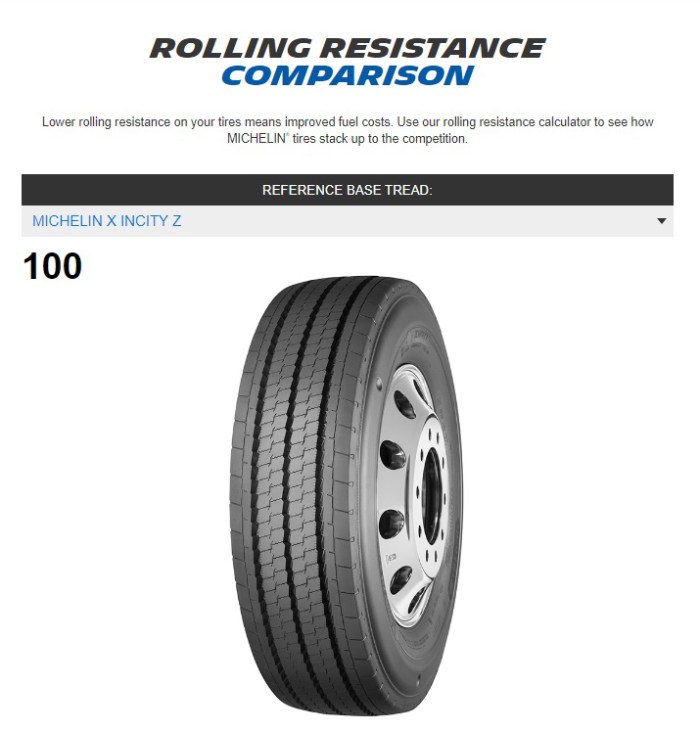 ROLLING RESISTANCE
COMPARISON
Lower rolling resistance on your tires means improved fuel costs. Use our rolling resistance calculator to see how
MICHELIN® tires stack up to the competition.
REFERENCE BASE TREAD:
MICHELIN X INCITY Z
100